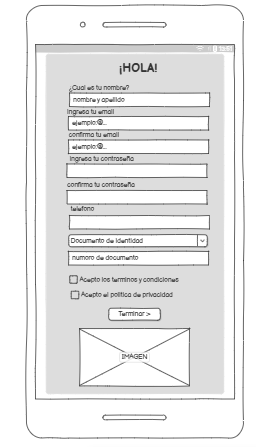 ¡HOLA!
¿Cual es tu nombre?
nombre y apellido
ingresa tu email
ejemplo:@...
confirma tu email
ejemplo:@...
ingresa tu contraseña
confirma tu contraseña
telefono
Documento de identidad
numoro de documento
Acepto los terminos y condiciones
Acepto el politica de privacidad
Terminar >
IMAGEN